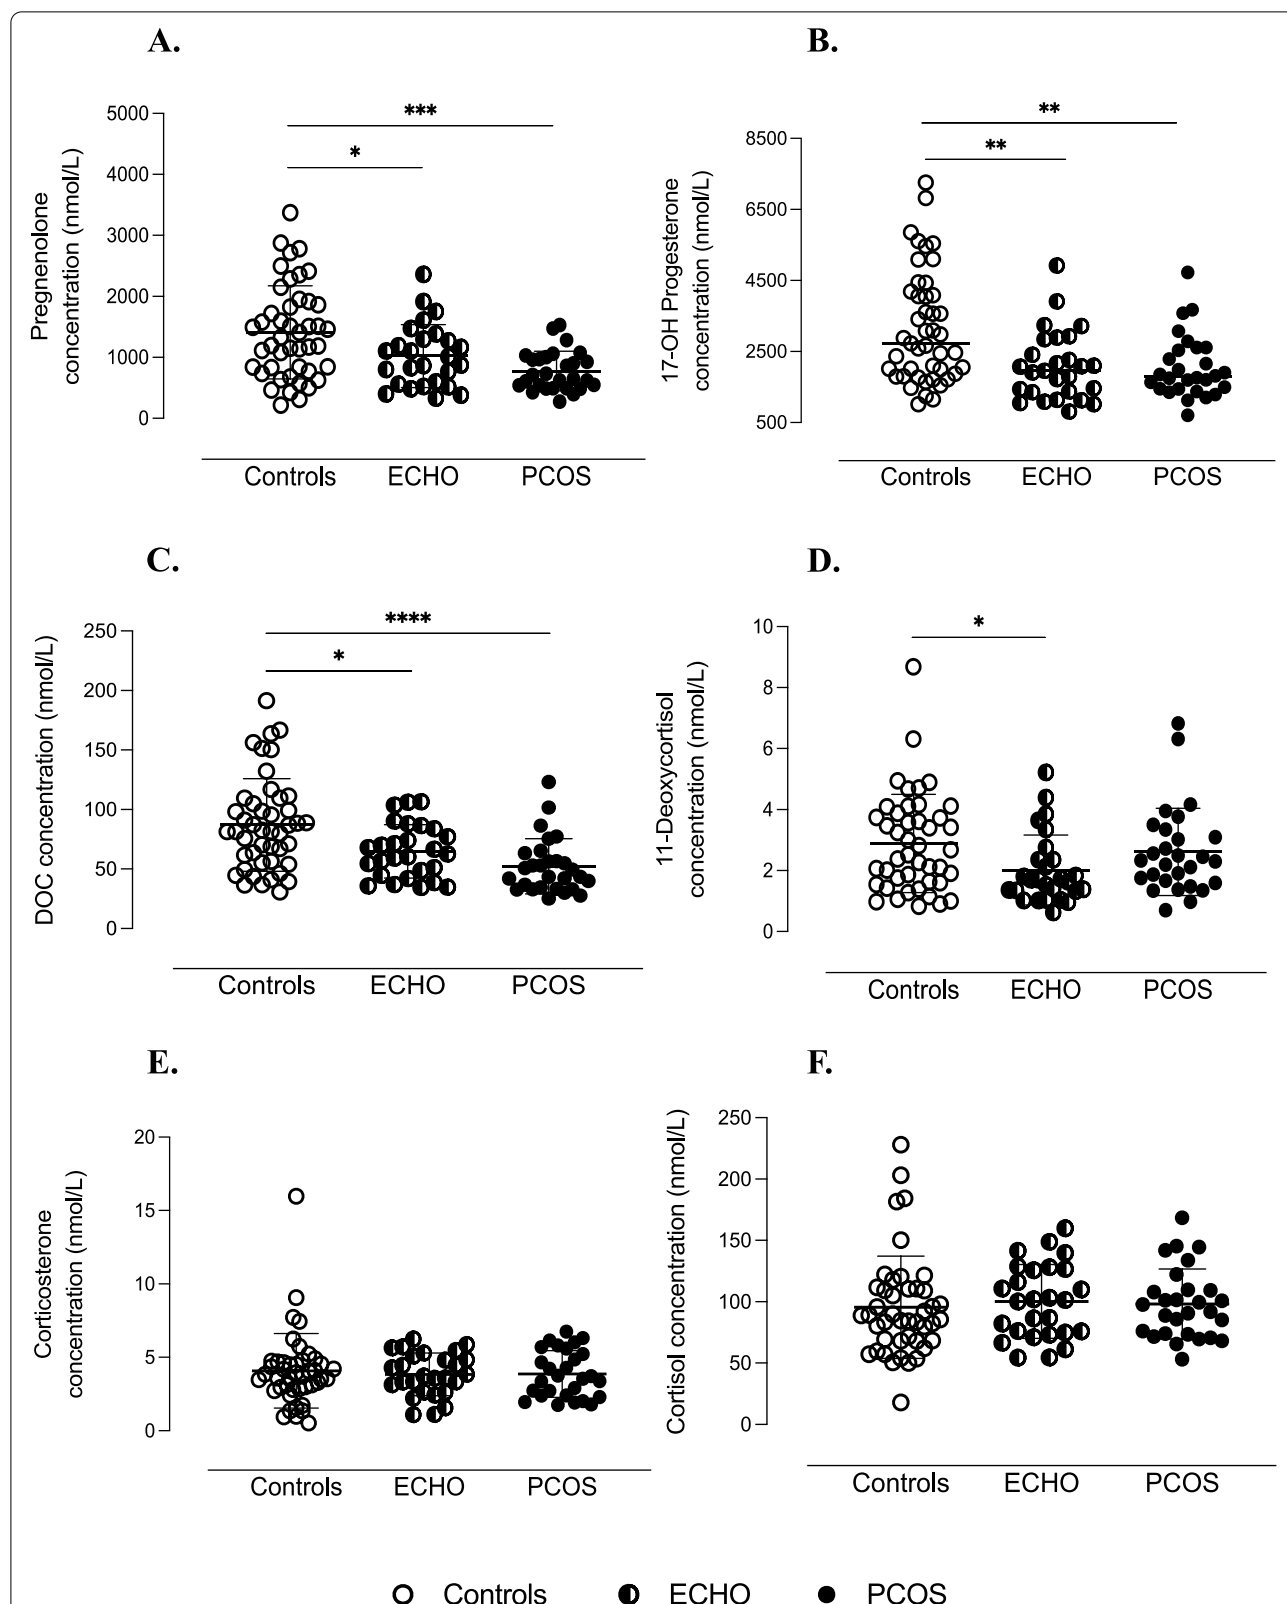 A.
***
*
5000
4000
3000
2000
1000
0
Pregnenolone
concentration (nmol/L)
Controls ECHO PCOS
B.
**
**
8500
6500
4500
2500
500
17-OH Progesterone
concentration (nmol/L)
Controls ECHO PCOS
C.
****
*
250
200
150
100
50
0
DOC concentration (nmol/L)
Controls ECHO PCOS
D.
*
10
8
6
4
2
0
11-Deoxycortisol
concentration (nmol/L)
Controls ECHO PCOS
E.
20
15
10
5
0
Corticosterone
concentration (nmol/L)
Controls ECHO PCOS
F.
250
200
150
100
50
0
Cortisol concentration (nmol/L)
Controls ECHO PCOS
Controls ECHO PCOS